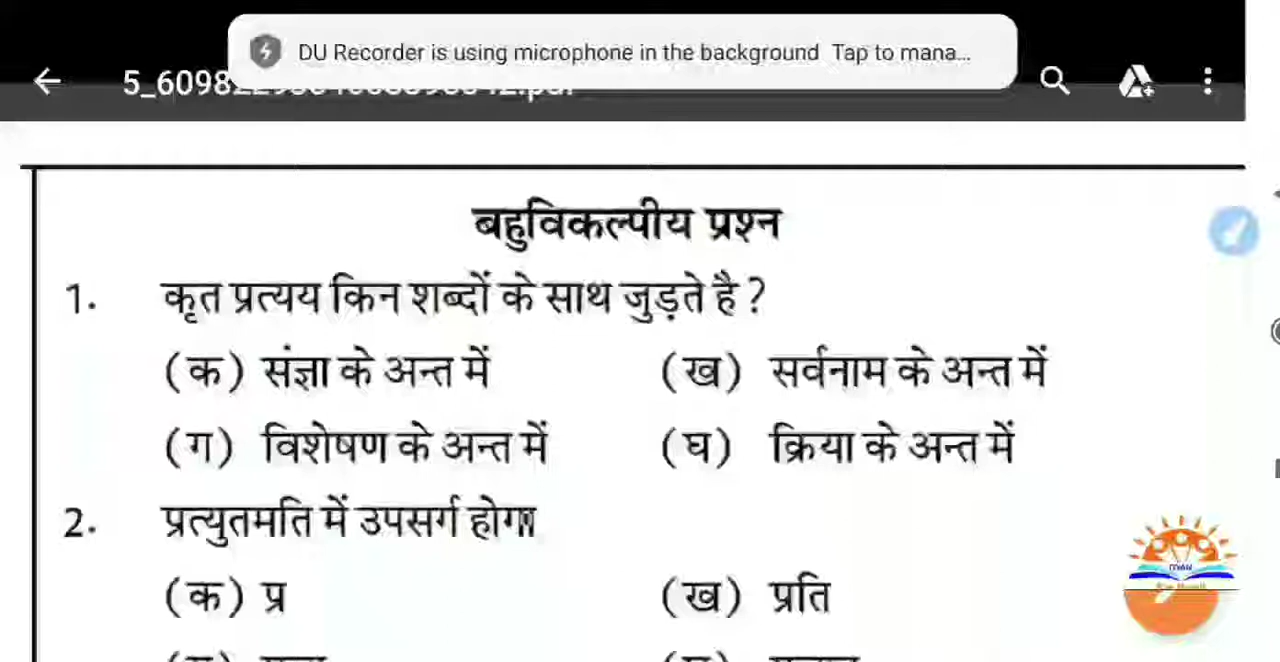 DU Recorder is using microphone in the background Tap to mana...
बहुविकल्पीय प्रश्न
1. कृत प्रत्यय किन शब्दों के साथ जुड़ते है ?
(क) संज्ञा के अन्त में (ख) सर्वनाम के अन्त में
(ग) विशेषण के अन्त में (घ) क्रिया के अन्त में
2. प्रत्युतमति में उपसर्ग होगा
(क) प्र (ख) प्रति